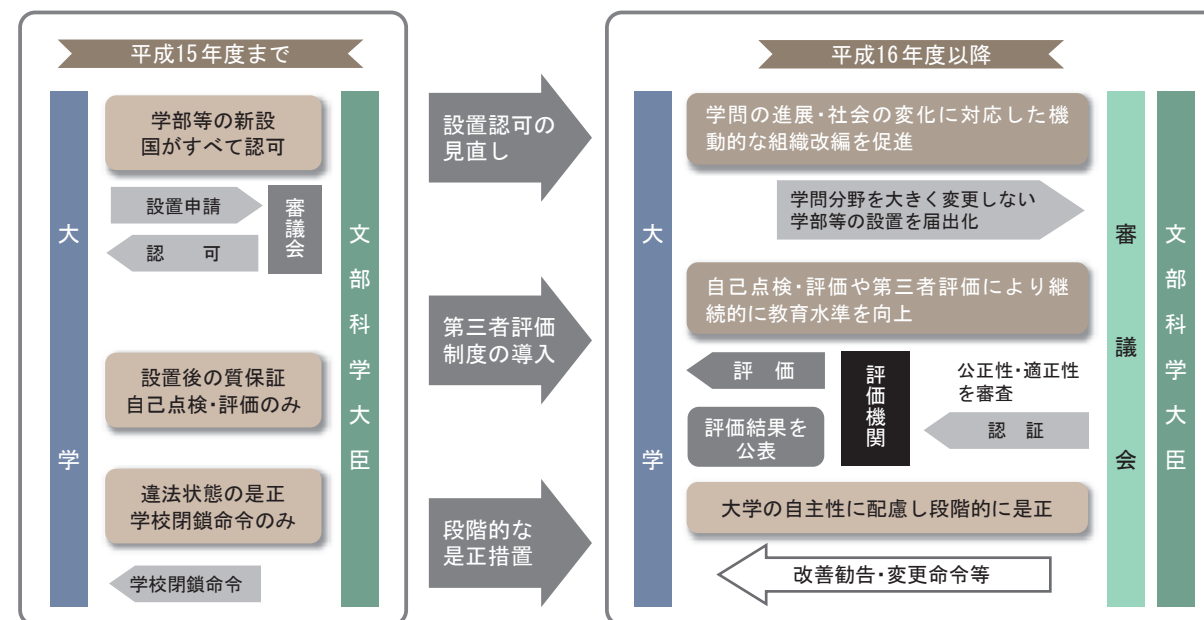 平成15年度まで
大学
学部等の新設
国がすべて認可
設置申請
認　可
審議会
設置後の質保証
自己点検・評価のみ
違法状態の是正
学校閉鎖命令のみ
学校閉鎖命令
文部科学大臣
設置認可の
見直し
第三者評価
制度の導入
段階的な
是正措置
平成16年度以降
大学
学問の進展・社会の変化に対応した機
動的な組織改編を促進
学問分野を大きく変更しない
学部等の設置を届出化
自己点検・評価や第三者評価により継
続的に教育水準を向上
評　価
評価結果を
公表
評価機関
公正性・適正性
を審査
認　証
大学の自主性に配慮し段階的に是正
改善勧告・変更命令等
審議会
文部科学大臣